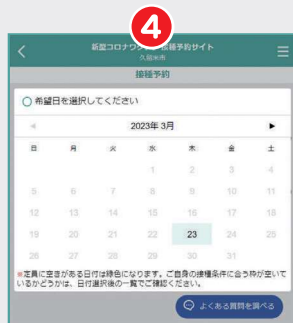 4
新型コロナワクチン接種予約サイト
久留米市
接種予約
希望日を選択してください
◀ 2023年 3月 ▶
日 月 火 水 木 金 土
1 2 3 4
5 6 7 8 9 10 11
12 13 14 15 16 17 18
19 20 21 22 23 24 25
26 27 28 29 30 31
※定員に空きがある日付は緑色になります。ご自身の接種条件に合う枠が空いて
いるかどうかは、日付選択後の一覧でご確認ください。
よくある質問を調べる